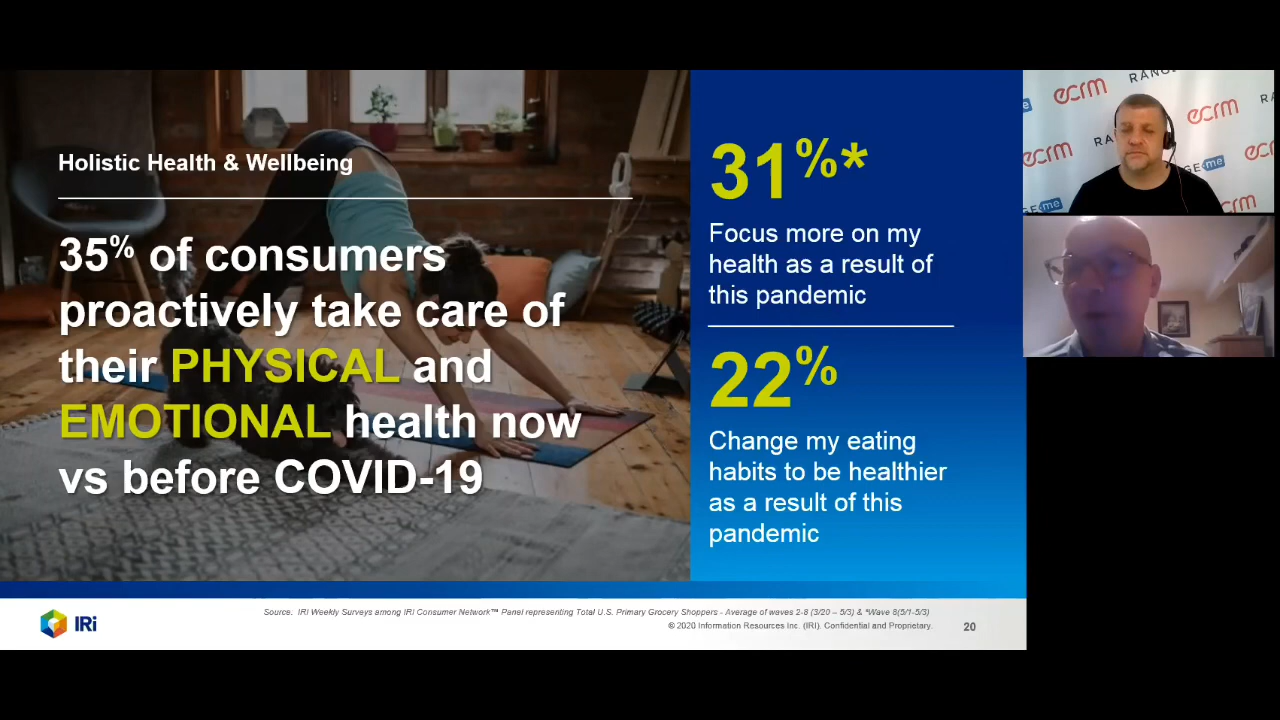 Holistic Health & Wellbeing
35% of consumers
proactively take care of
their PHYSICAL and
EMOTIONAL health now
vs before COVID-19
31%*
Focus more on my
health as a result of
this pandemic
22%
Change my eating
habits to be healthier
as a result of this
pandemic
Source. IRI Weekly Surveys among IRI Consumer Network™ Panel representing Total U.S. Primary Grocery Shoppers - Average of waves 2-8 (3/20 – 5/3) & *Wave 8(5/1-5/3)
© 2020 Information Resources Inc. (IRI). Confidential and Proprietary.
20
IRi
ecrm
ecrm
ecrm
me